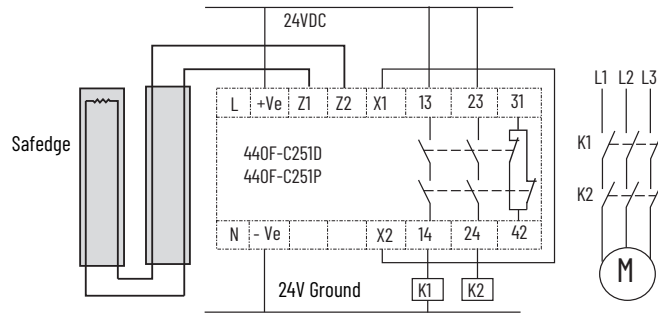 24VDC
L +Ve Z1 Z2 X1 13 23 31
L1 L2 L3
Safedge
440F-C251D
440F-C251P
K1
K2
N - Ve X2 14 24 42
24V Ground K1 K2
M